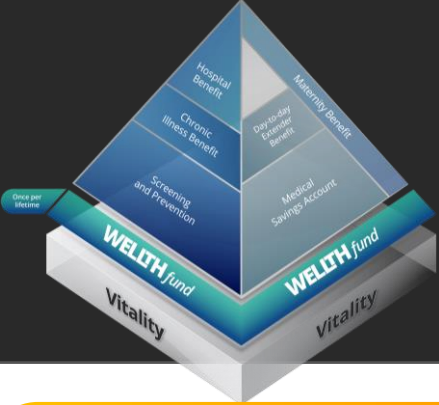 Hospital
Benefit
Maternity Benefit
Chronic
Illness Benefit
Day-to-day
Extender
Benefit
Screening
and Prevention
Medical
Savings Account
Once per
lifetime
WELLTH fund
WELLTH fund
Vitality
Vitality